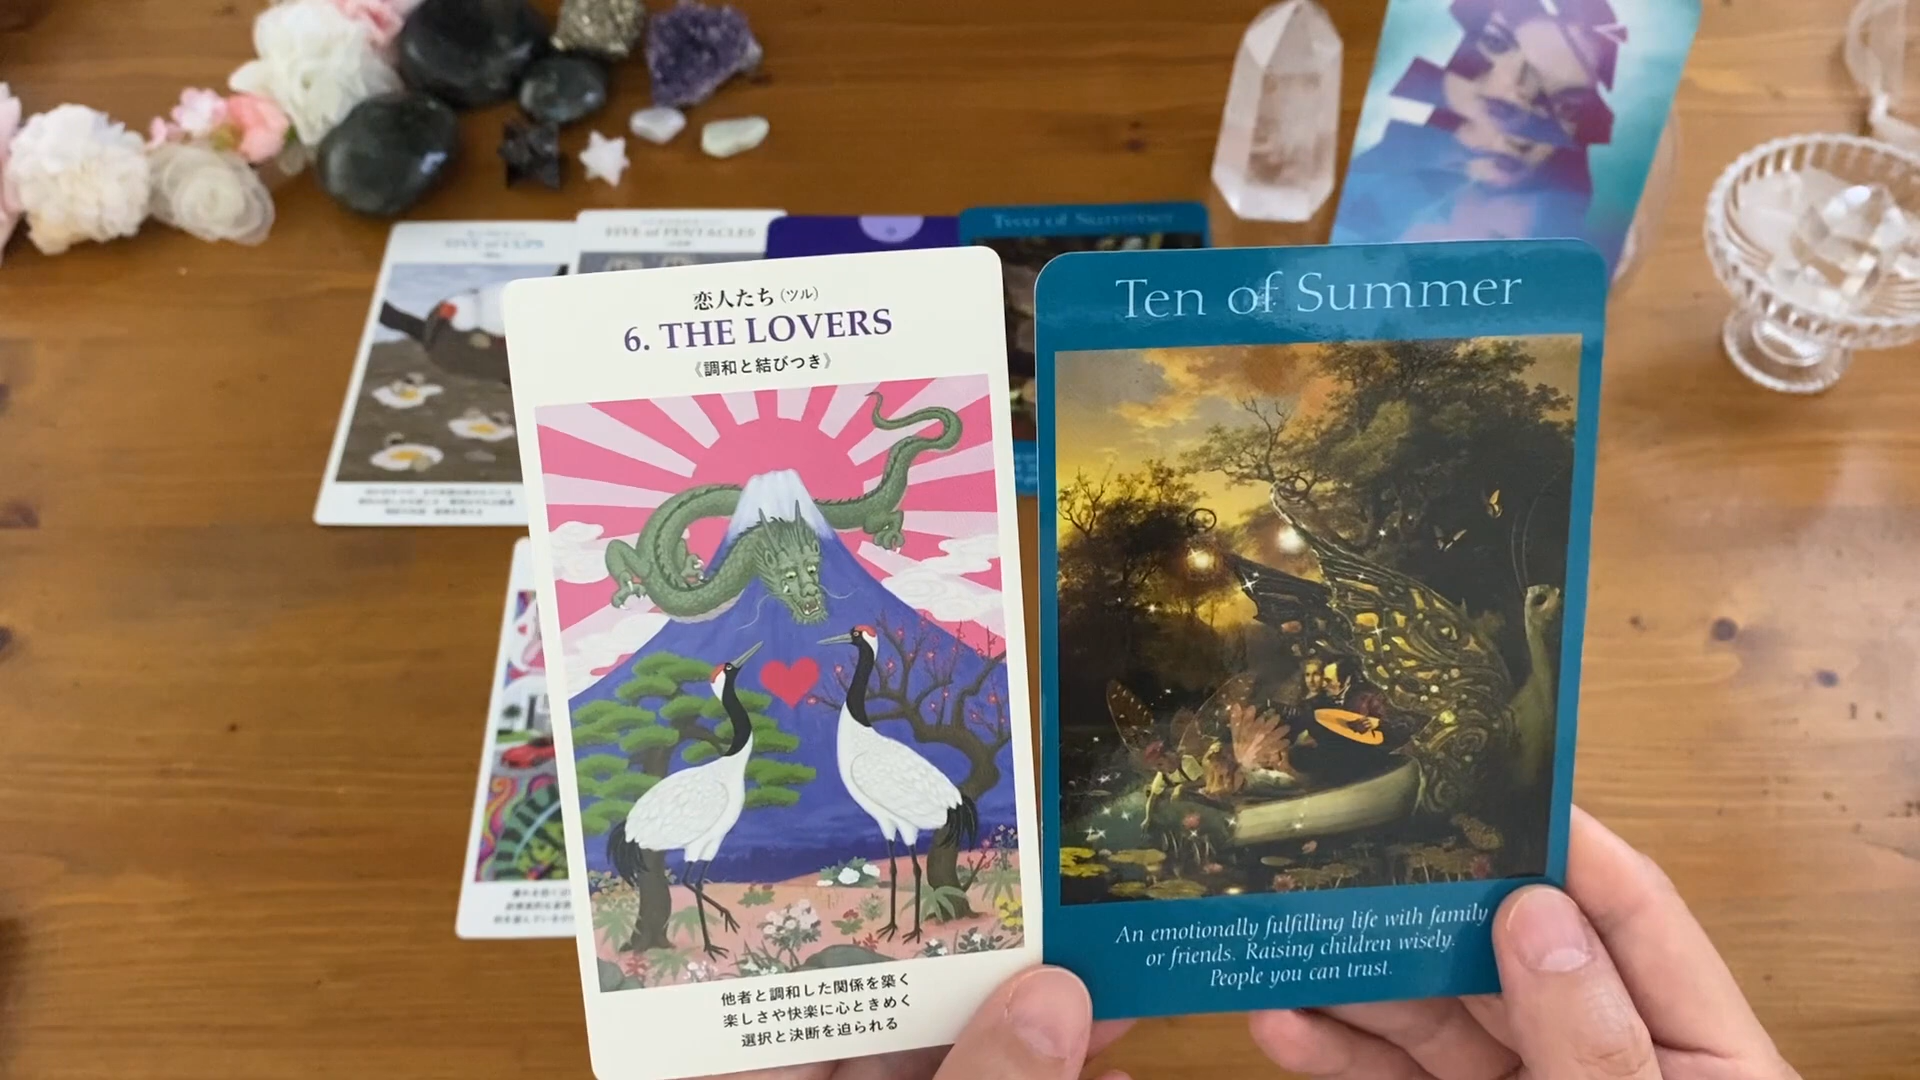 FIVE of CUPS
FIVE of PENTACLES
恋人たち(ツル)
6. THE LOVERS
《調和と結びつき》
他者と調和した関係を築く
楽しさや快楽に心ときめく
選択と決断を迫られる
Ten of Summer
An emotionally fulfilling life with family
or friends. Raising children wisely.
People you can trust.